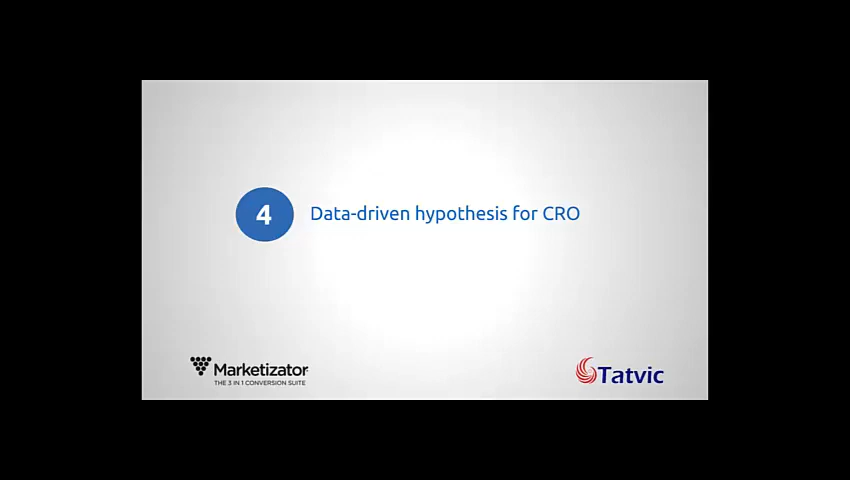 4
Data-driven hypothesis for CRO
Marketizator
THE 3 IN 1 CONVERSION SUITE
Tatvic